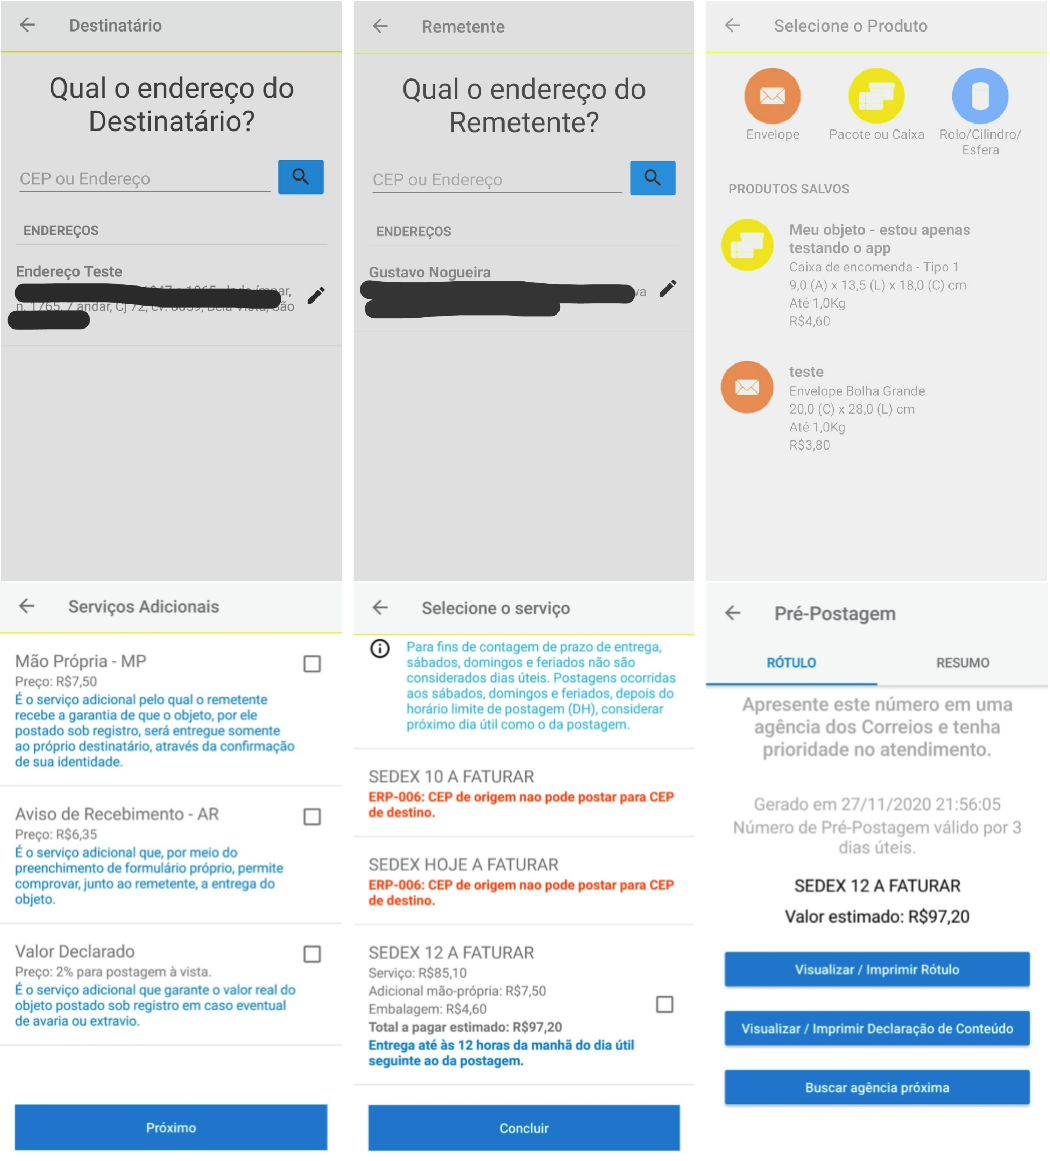 Destinatário
Qual o endereço do
Destinatário?
CEP ou Endereço
ENDEREÇOS
Endereço Teste
n. 1765, 7 andar, Cj 72, cv. 6039, Bela Vista, São
Remetente
Qual o endereço do
Remetente?
CEP ou Endereço
ENDEREÇOS
Gustavo Nogueira
Selecione o Produto
Envelope
Pacote ou Caixa
Rolo/Cilindro/
Esfera
PRODUTOS SALVOS
Meu objeto - estou apenas
testando o app
Caixa de encomenda - Tipo 1
9,0 (A) x 13,5 (L) x 18,0 (C) cm
Até 1,0Kg
R$4,60
teste
Envelope Bolha Grande
20,0 (C) x 28,0 (L) cm
Até 1,0Kg
R$3,80
Serviços Adicionais
Mão Própria - MP
Preço: R$7,50
É o serviço adicional pelo qual o remetente
recebe a garantia de que o objeto, por ele
postado sob registro, será entregue somente
ao próprio destinatário, através da confirmação
de sua identidade.
Aviso de Recebimento - AR
Preço: R$6,35
É o serviço adicional que, por meio do
preenchimento de formulário próprio, permite
comprovar, junto ao remetente, a entrega do
objeto.
Valor Declarado
Preço: 2% para postagem à vista.
É o serviço adicional que garante o valor real do
objeto postado sob registro em caso eventual
de avaria ou extravio.
Próximo
Selecione o serviço
Para fins de contagem de prazo de entrega,
sábados, domingos e feriados não são
considerados dias úteis. Postagens ocorridas
aos sábados, domingos e feriados, depois do
horário limite de postagem (DH), considerar
próximo dia útil como o da postagem.
SEDEX 10 A FATURAR
ERP-006: CEP de origem nao pode postar para CEP
de destino.
SEDEX HOJE A FATURAR
ERP-006: CEP de origem nao pode postar para CEP
de destino.
SEDEX 12 A FATURAR
Serviço: R$85,10
Adicional mão-própria: R$7,50
Embalagem: R$4,60
Total a pagar estimado: R$97,20
Entrega até às 12 horas da manhã do dia útil
seguinte ao da postagem.
Concluir
Pré-Postagem
RÓTULO
RESUMO
Apresente este número em uma
agência dos Correios e tenha
prioridade no atendimento.
Gerado em 27/11/2020 21:56:05
Número de Pré-Postagem válido por 3
dias úteis.
SEDEX 12 A FATURAR
Valor estimado: R$97,20
Visualizar / Imprimir Rótulo
Visualizar / Imprimir Declaração de Conteúdo
Buscar agência próxima